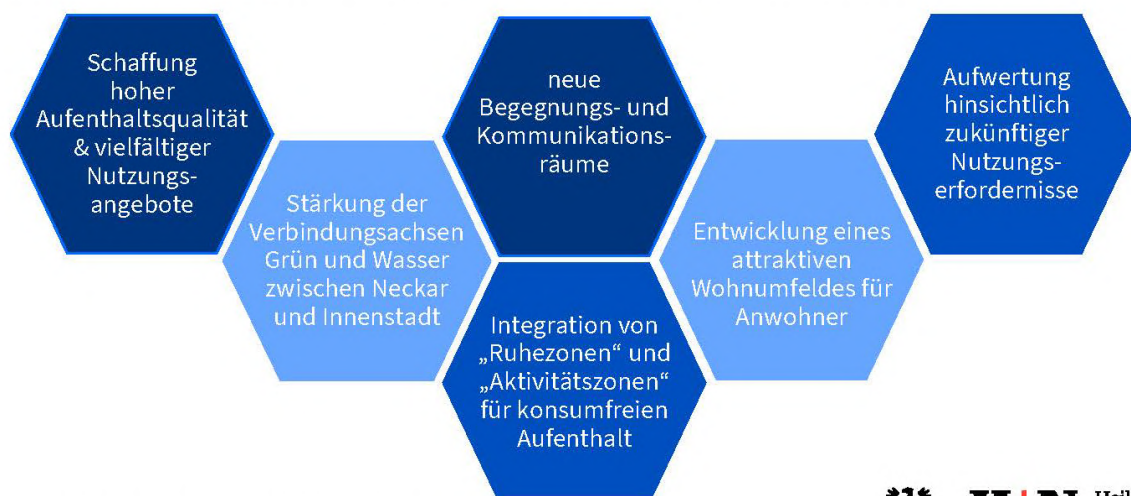 Schaffung
hoher
Aufenthaltsqualität
& vielfältiger
Nutzungs-
angebote
Stärkung der
Verbindungsachsen
Grün und Wasser
zwischen Neckar
und Innenstadt
neue
Begegnungs- und
Kommunikations-
räume
Integration von
„Ruhezonen“ und
„Aktivitätszonen“
für konsumfreien
Aufenthalt
Entwicklung eines
attraktiven
Wohnumfeldes für
Anwohner
Aufwertung
hinsichtlich
zukünftiger
Nutzungs-
erfordernisse